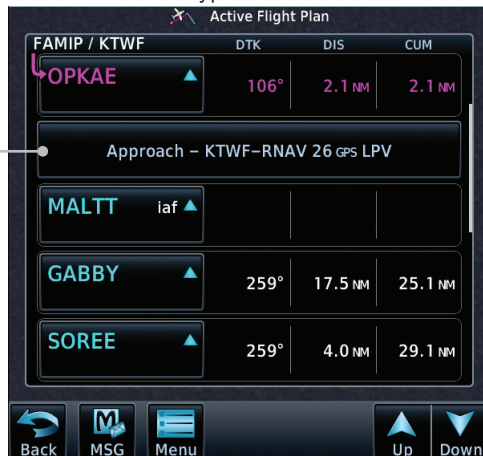 Active Flight Plan
FAMIP / KTWF DTK DIS CUM
OPKAE 106° 2.1 NM 2.1 NM
Approach – KTWF–RNAV 26 GPS LPV
MALTT iaf
GABBY 259° 17.5 NM 25.1 NM
SOREE 259° 4.0 NM 29.1 NM
Back MSG Menu Up Down